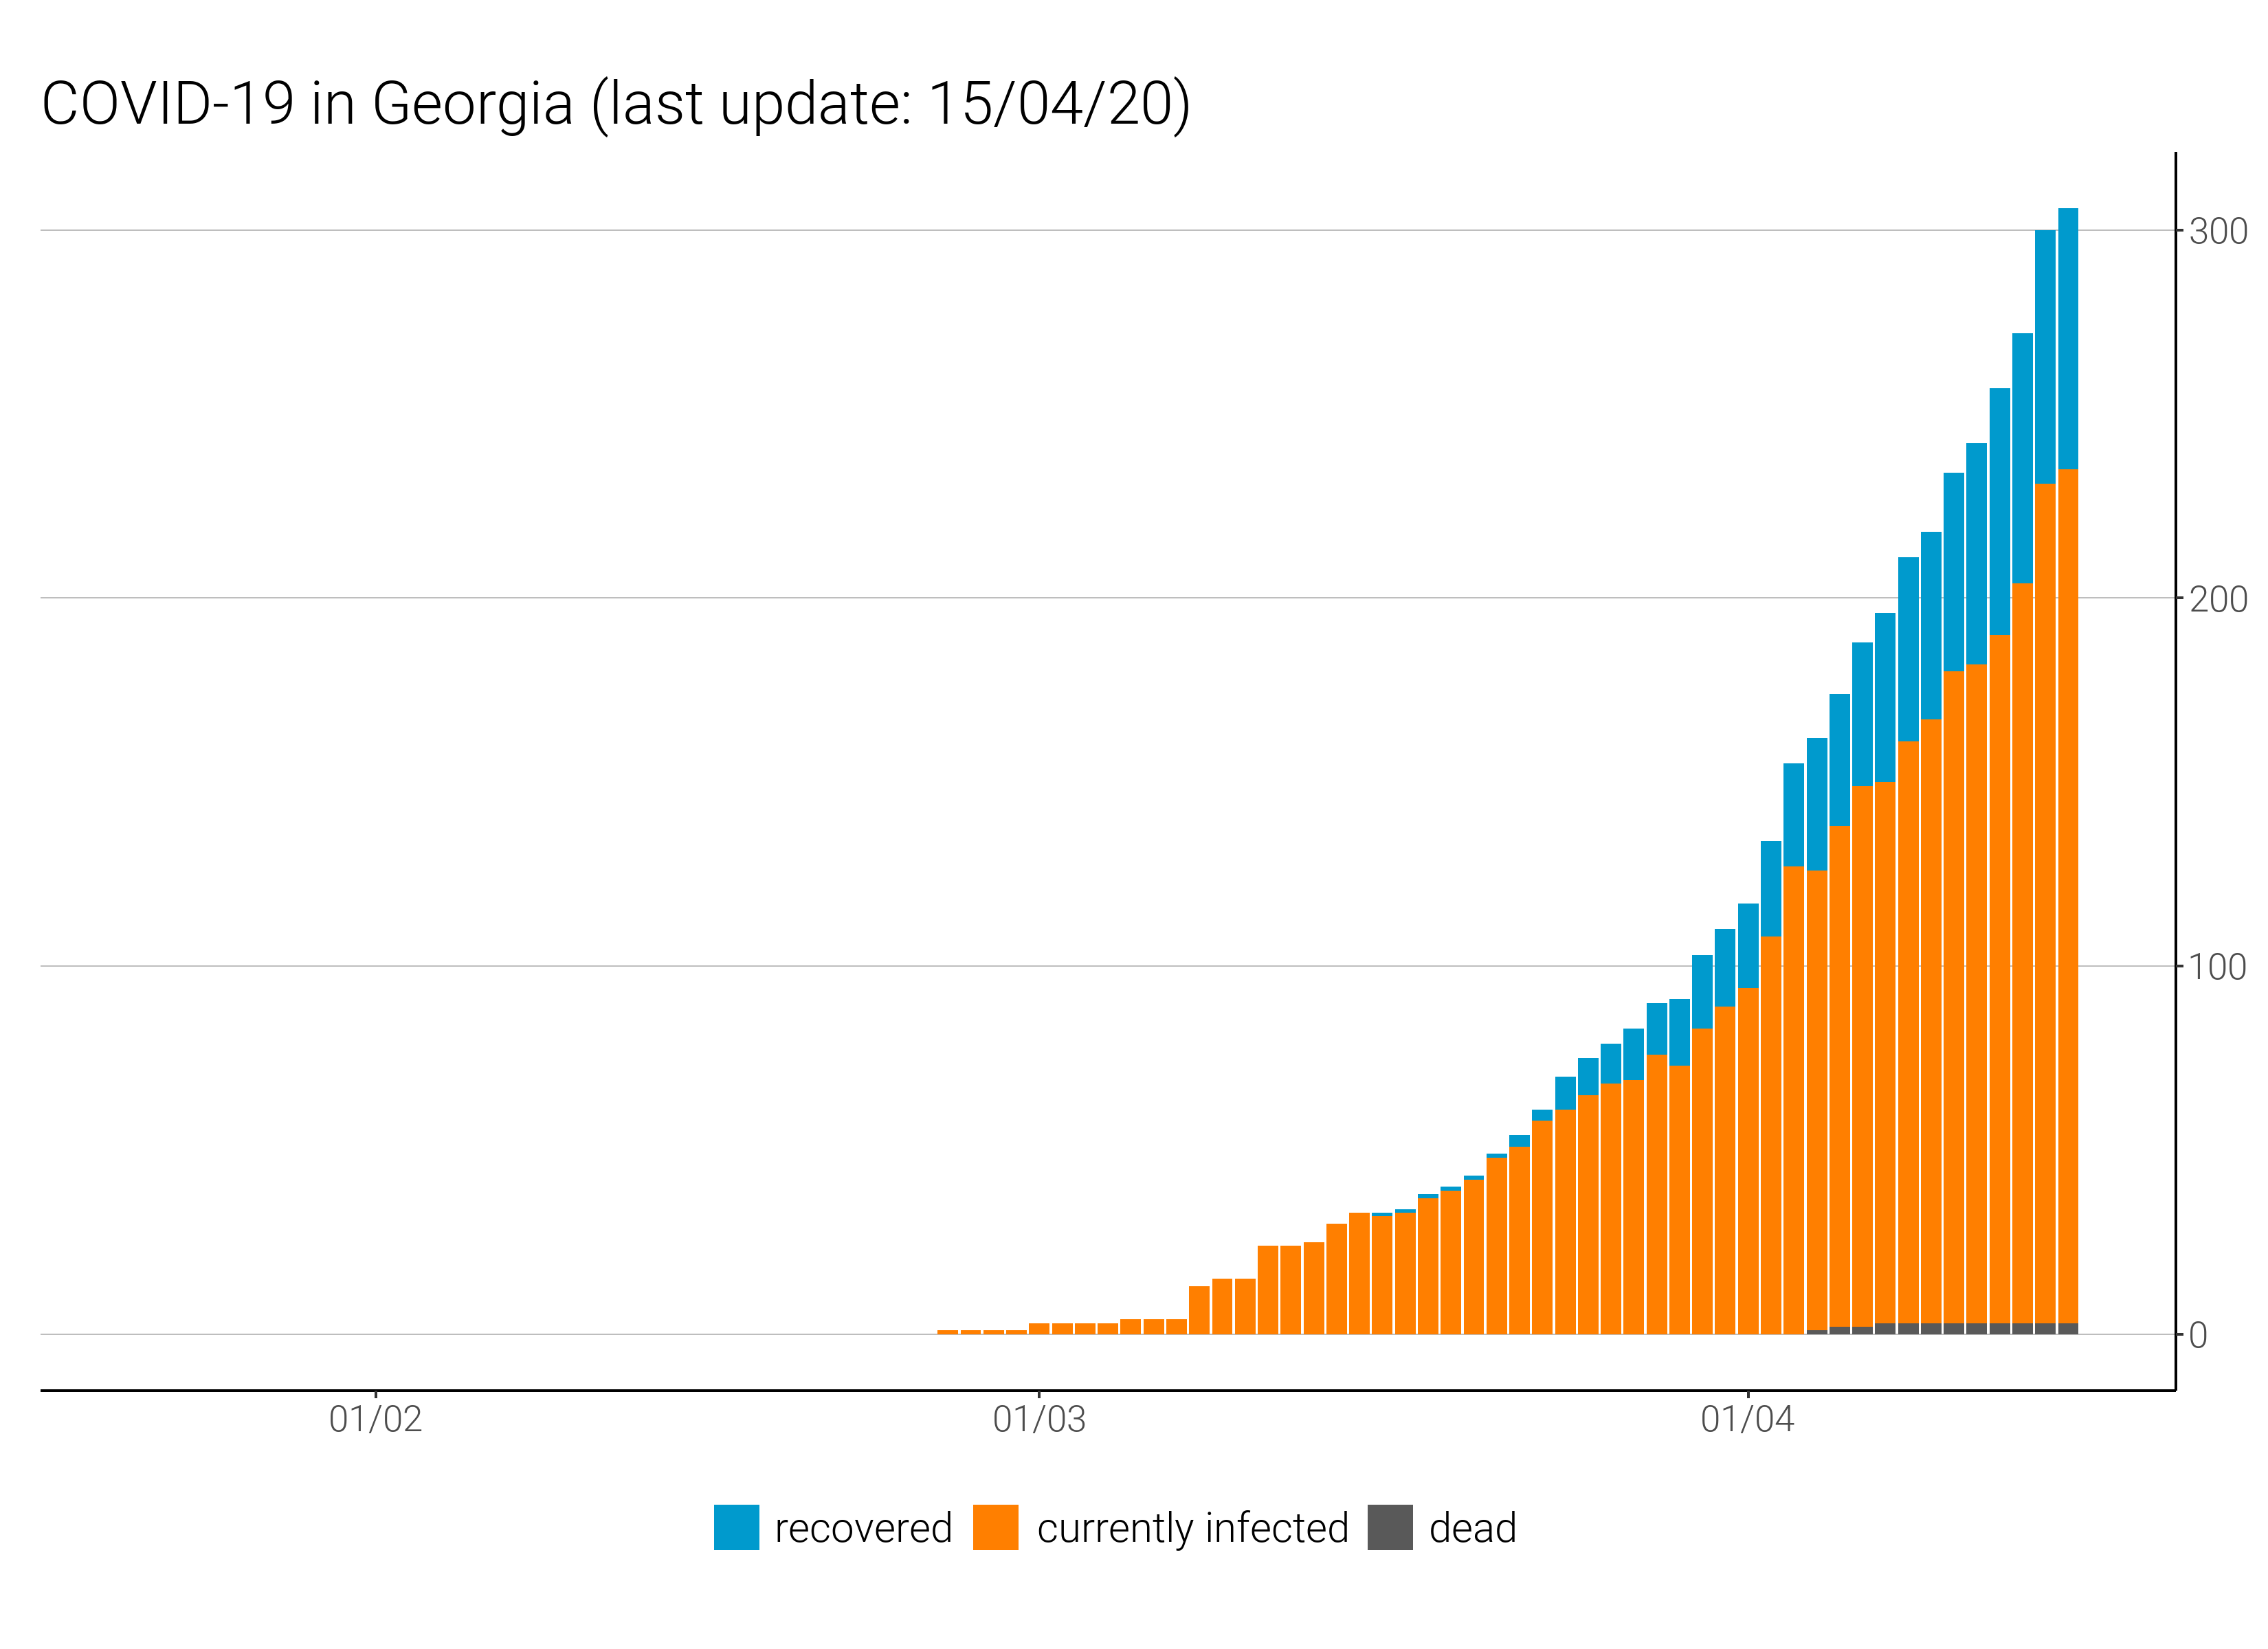 COVID-19 in Georgia (last update: 15/04/20)
300
200
100
0
01/02 01/03 01/04
recovered currently infected dead